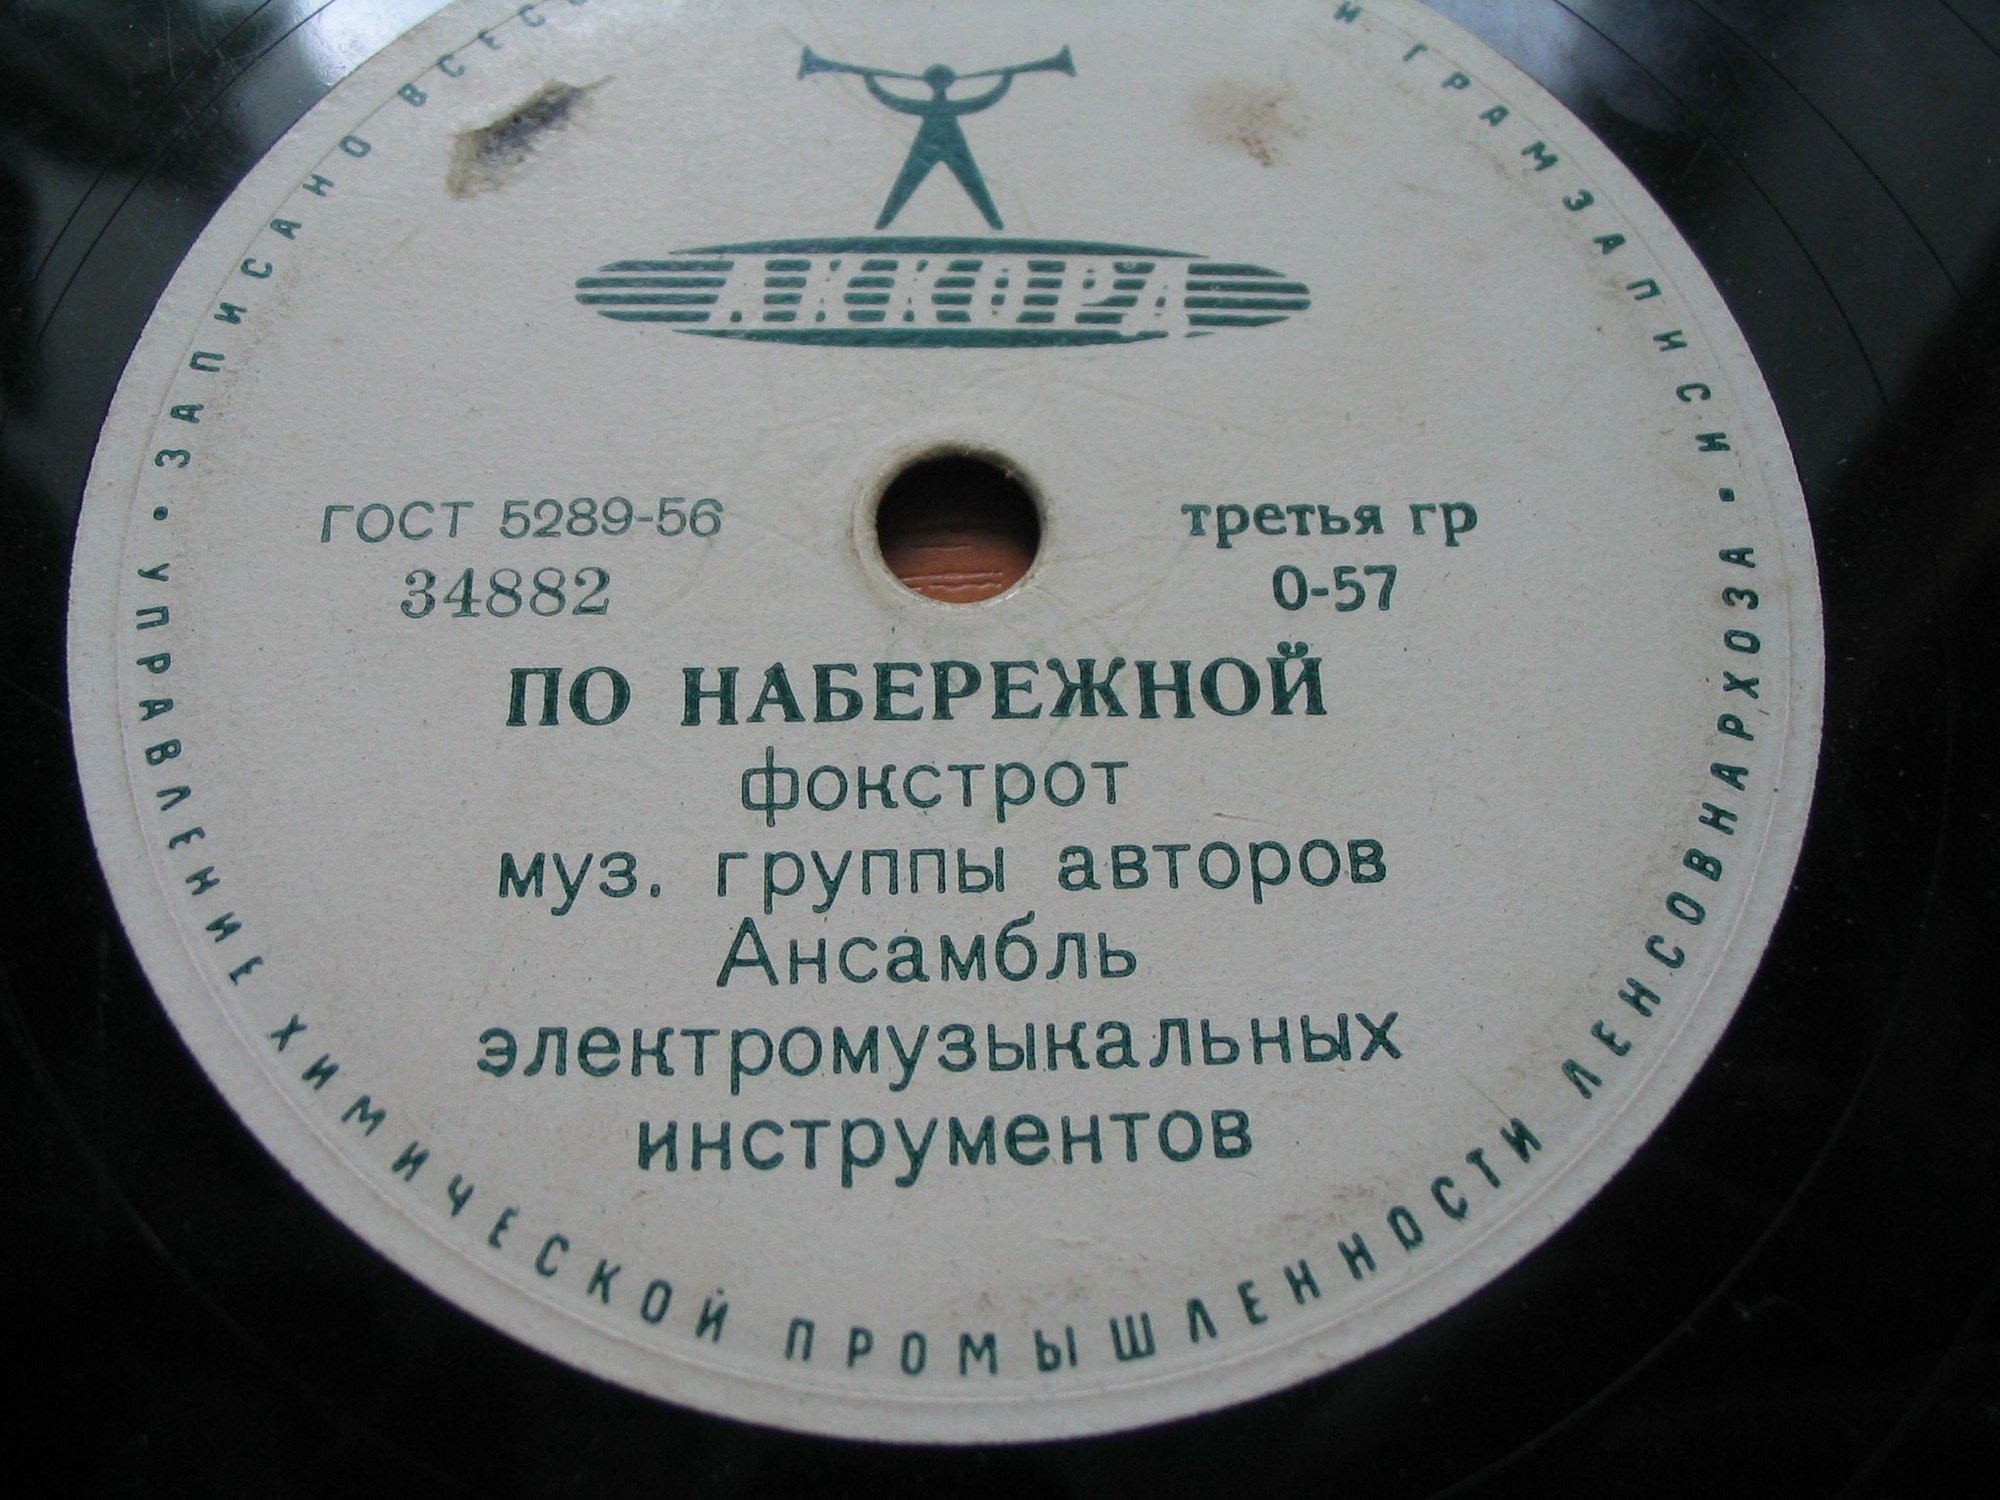 ЗАПИСАНО
И ГРАМЗАПИСИ
АККОРД
ГОСТ 5289-56
третья гр
34882
0-57
ПО НАБЕРЕЖНОЙ
фокстрот
муз. группы авторов
Ансамбль
электромузыкальных
инструментов
УПРАВЛЕНИЕ ХИМИЧЕСКОЙ ПРОМЫШЛЕННОСТИ ЛЕНСОВНАРХОЗА